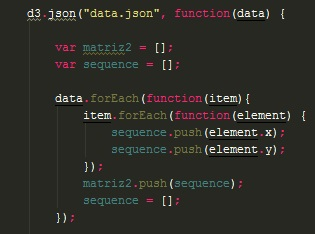 d3.json("data.json", function(data) {
var matriz2 = [];
var sequence = [];
data.forEach(function(item){
item.forEach(function(element) {
sequence.push(element.x);
sequence.push(element.y);
});
matriz2.push(sequence);
sequence = [];
});